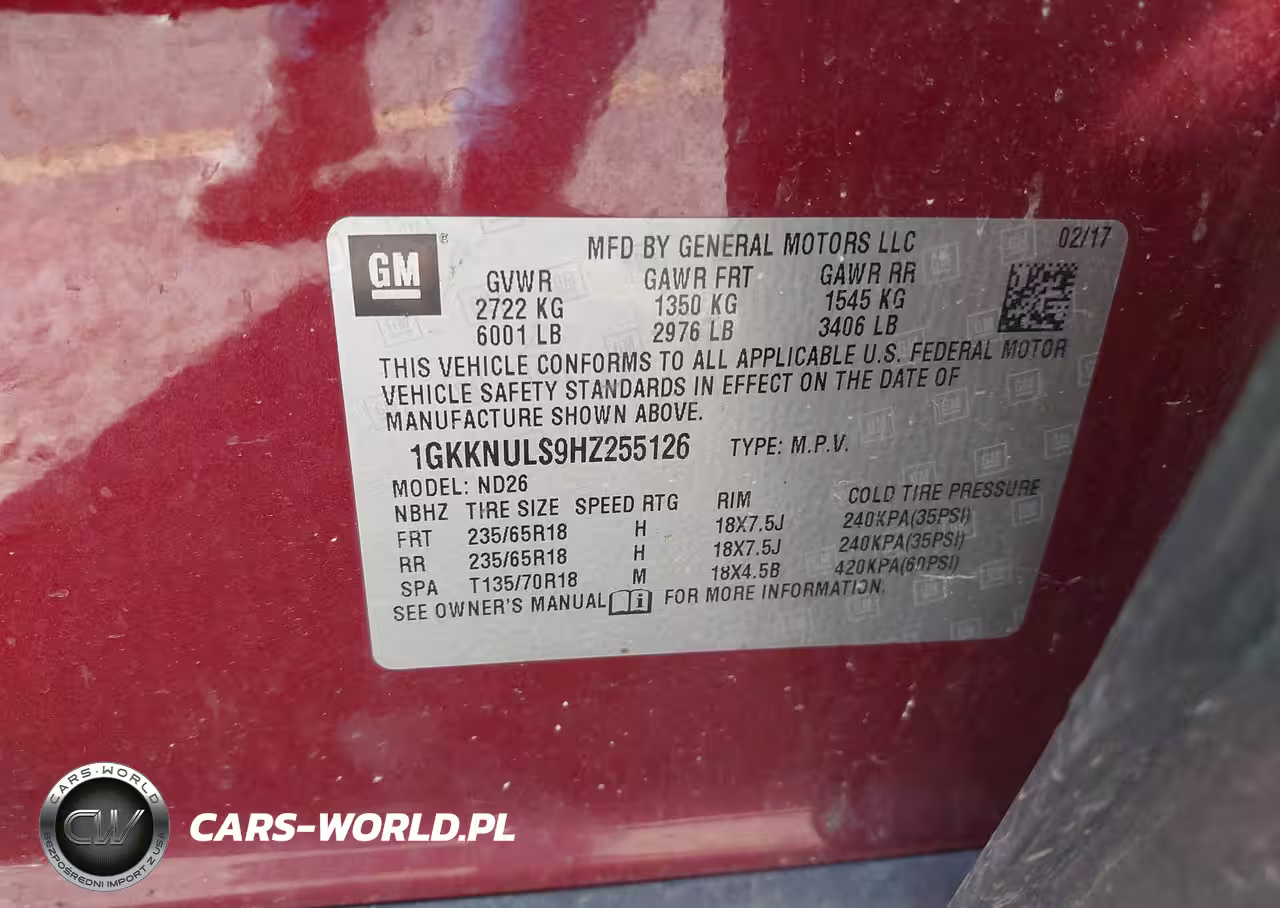 GM ®
MFD BY GENERAL MOTORS LLC 02/17
GVWR GAWR FRT GAWR RR
2722 KG 1350 KG 1545 KG
6001 LB 2976 LB 3406 LB
THIS VEHICLE CONFORMS TO ALL APPLICABLE U.S. FEDERAL MOTOR
VEHICLE SAFETY STANDARDS IN EFFECT ON THE DATE OF
MANUFACTURE SHOWN ABOVE.
1GKKNULS9HZ255126 TYPE: M.P.V.
MODEL: ND26
NBHZ TIRE SIZE SPEED RTG RIM COLD TIRE PRESSURE
FRT 235/65R18 H 18X7.5J 240KPA(35PSI)
RR 235/65R18 H 18X7.5J 240KPA(35PSI)
SPA T135/70R18 M 18X4.5B 420KPA(60PSI)
SEE OWNER'S MANUAL i FOR MORE INFORMATION.
CARS-WORLD
CW
BEZPOŚREDNI IMPORT Z USA
CARS-WORLD.PL